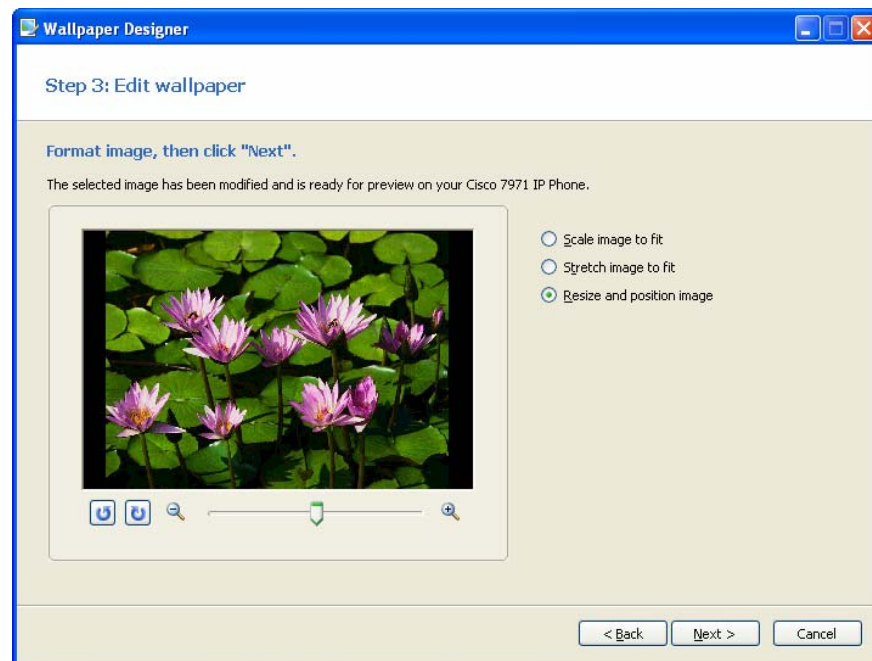 Wallpaper Designer
Step 3: Edit wallpaper
Format image, then click "Next".
The selected image has been modified and is ready for preview on your Cisco 7971 IP Phone.
Scale image to fit
Stretch image to fit
Resize and position image
< Back
Next >
Cancel